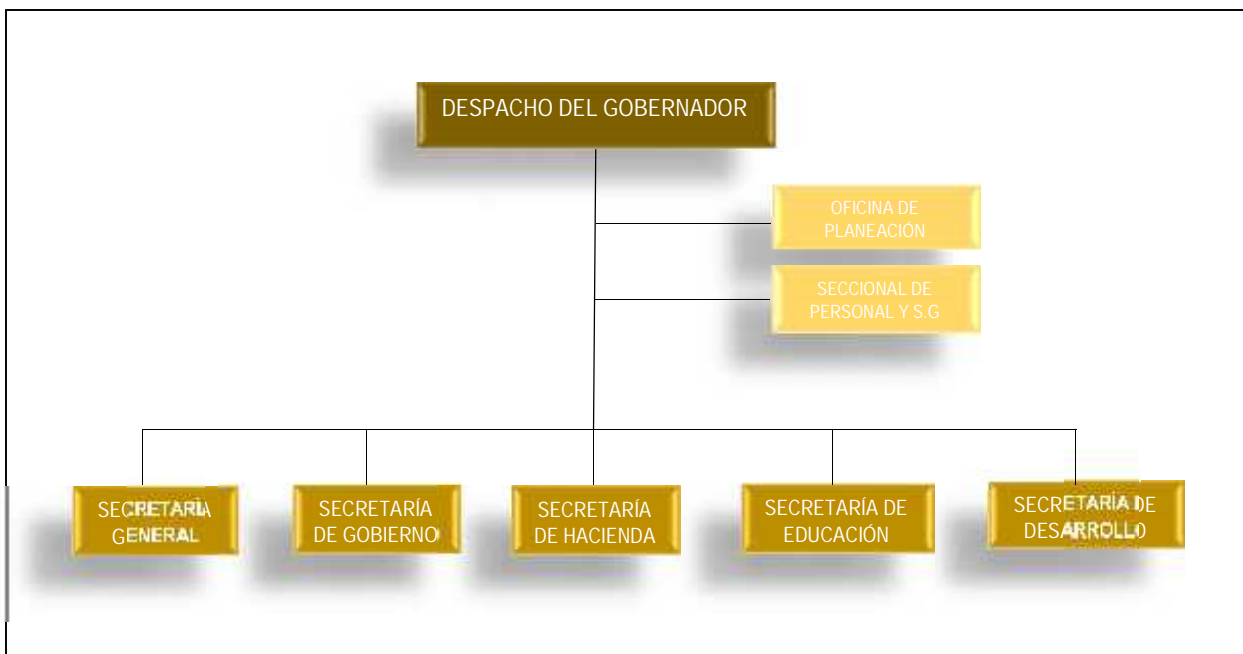 DESPACHO DEL GOBERNADOR
OFICINA DE
PLANEACIÓN
SECCIONAL DE
PERSONAL Y S.G
SECRETARÍA
GENERAL
SECRETARÍA
DE GOBIERNO
SECRETARÍA
DE HACIENDA
SECRETARÍA DE
EDUCACIÓN
SECRETARÍA DE
DESARROLLO